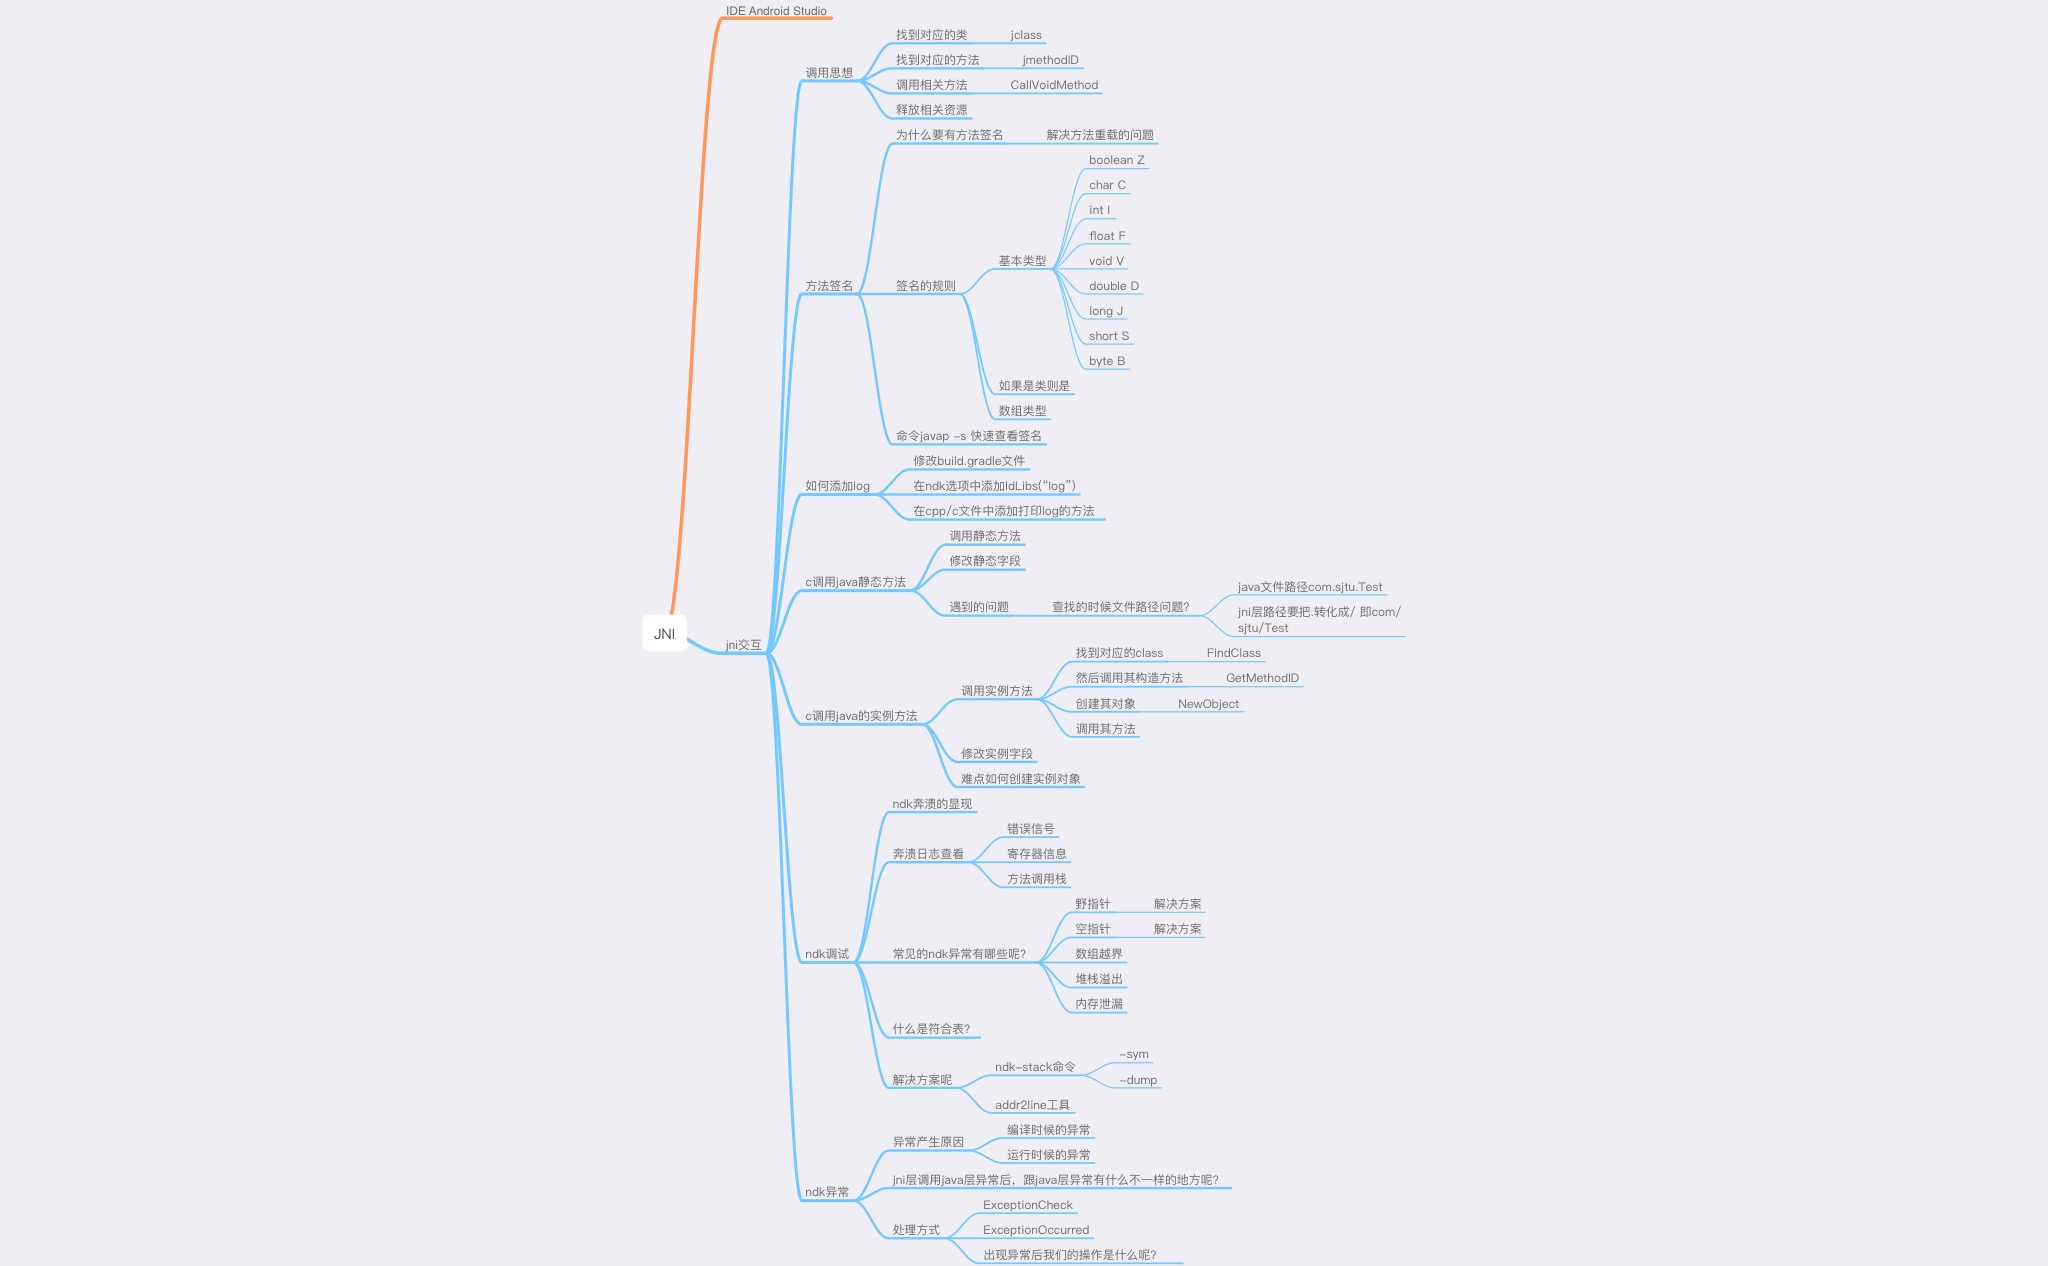 IDE Android Studio
找到对应的类
jclass
找到对应的方法
jmethodID
调用思想
调用相关方法
CallVoidMethod
释放相关资源
为什么要有方法签名
解决方法重载的问题
boolean Z
char C
int I
float F
基本类型
void V
方法签名
签名的规则
double D
long J
short S
byte B
如果是类则是
数组类型
命令javap -s 快速查看签名
修改build.gradle文件
如何添加log
在ndk选项中添加ldLibs(“log”)
在cpp/c文件中添加打印log的方法
调用静态方法
修改静态字段
c调用java静态方法
java文件路径com.sjtu.Test
遇到的问题
查找的时候文件路径问题?
jni层路径要把.转化成/ 即com/
sjtu/Test
JNI
jni交互
找到对应的class
FindClass
然后调用其构造方法
GetMethodID
调用实例方法
创建其对象
NewObject
c调用java的实例方法
调用其方法
修改实例字段
难点如何创建实例对象
ndk奔溃的显现
错误信号
奔溃日志查看
寄存器信息
方法调用栈
野指针
解决方案
空指针
解决方案
ndk调试
常见的ndk异常有哪些呢?
数组越界
堆栈溢出
内存泄漏
什么是符合表?
-sym
ndk-stack命令
解决方案呢
-dump
addr2line工具
编译时候的异常
异常产生原因
运行时候的异常
jni层调用java层异常后，跟java层异常有什么不一样的地方呢?
ndk异常
ExceptionCheck
处理方式
ExceptionOccurred
出现异常后我们的操作是什么呢?